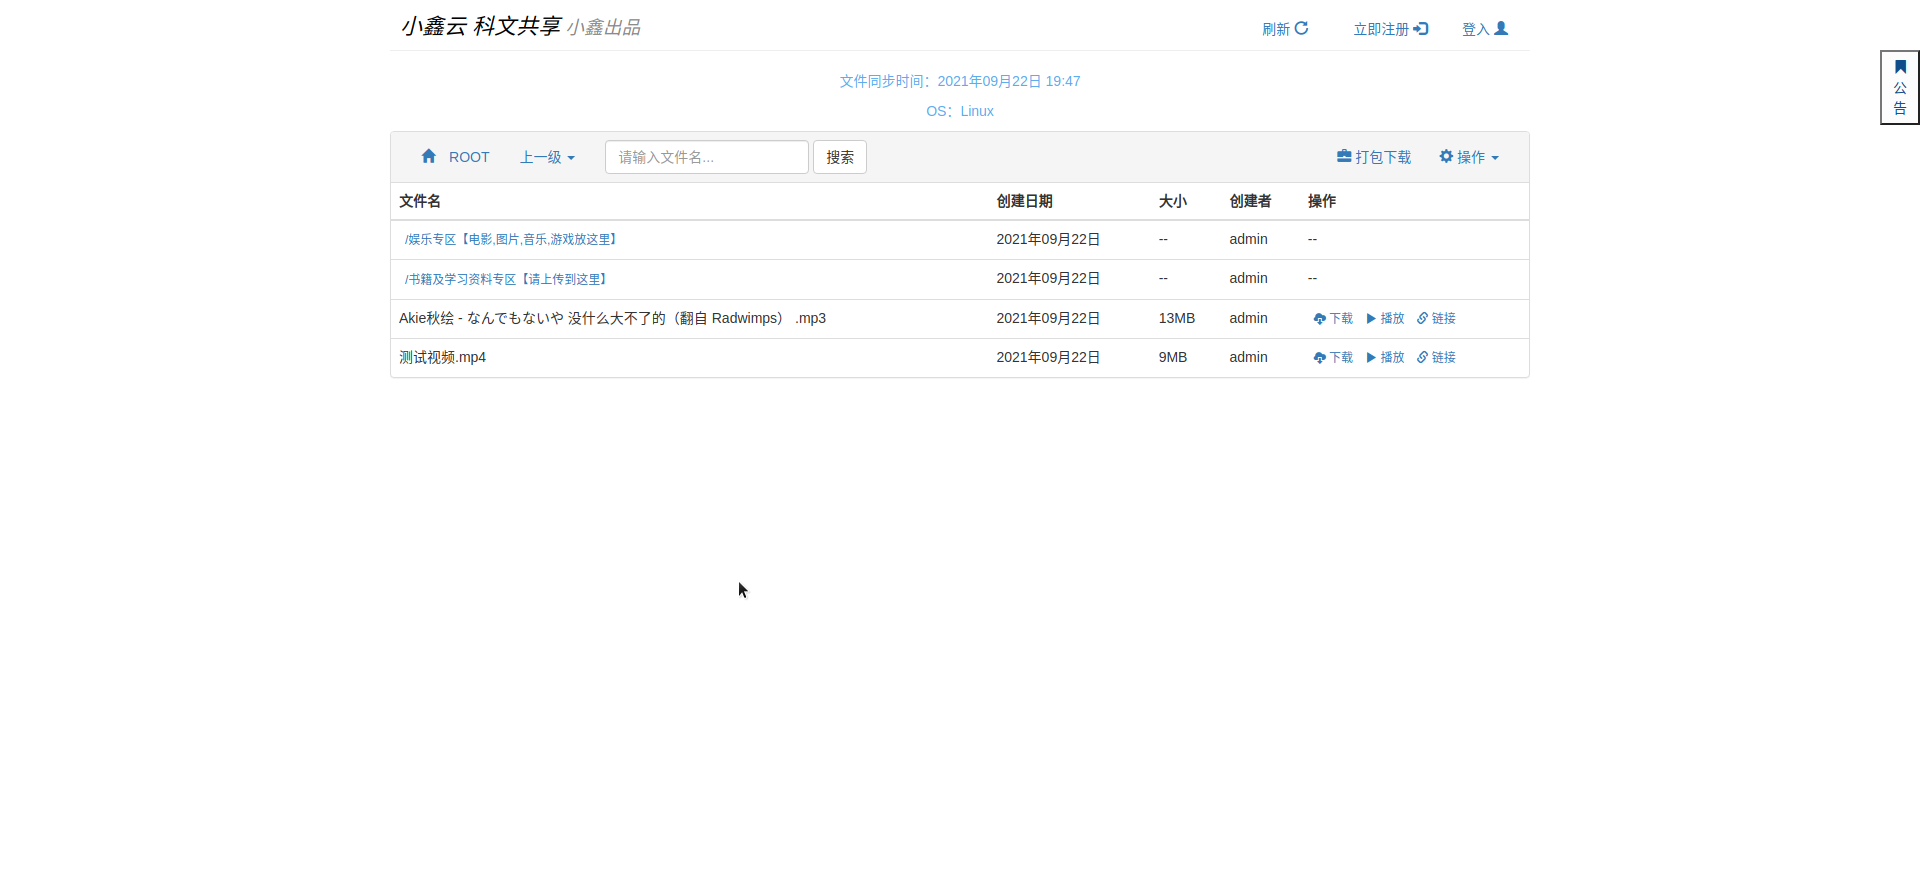 小鑫云 科文共享 小鑫出品 刷新 立即注册 登入
公告
文件同步时间：2021年09月22日 19:47
OS：Linux
ROOT 上一级 请输入文件名... 搜索 打包下载 操作
文件名 创建日期 大小 创建者 操作
/娱乐专区【电影,图片,音乐,游戏放这里】 2021年09月22日 -- admin --
/书籍及学习资料专区【请上传到这里】 2021年09月22日 -- admin --
Akie秋绘 - なんでもないや 没什么大不了的（翻自 Radwimps） .mp3 2021年09月22日 13MB admin 下载 播放 链接
测试视频.mp4 2021年09月22日 9MB admin 下载 播放 链接